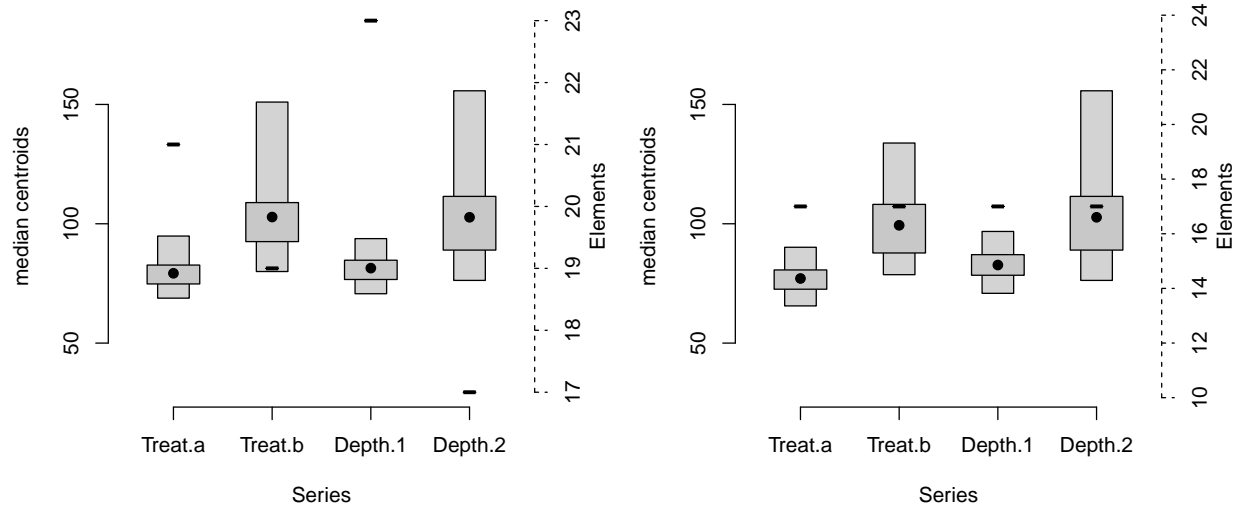 median centroids
150
100
50
Treat.a Treat.b Depth.1 Depth.2
Series
23
22
21
20
19
18
17
Elements
median centroids
150
100
50
Treat.a Treat.b Depth.1 Depth.2
Series
24
22
20
18
16
14
12
10
Elements